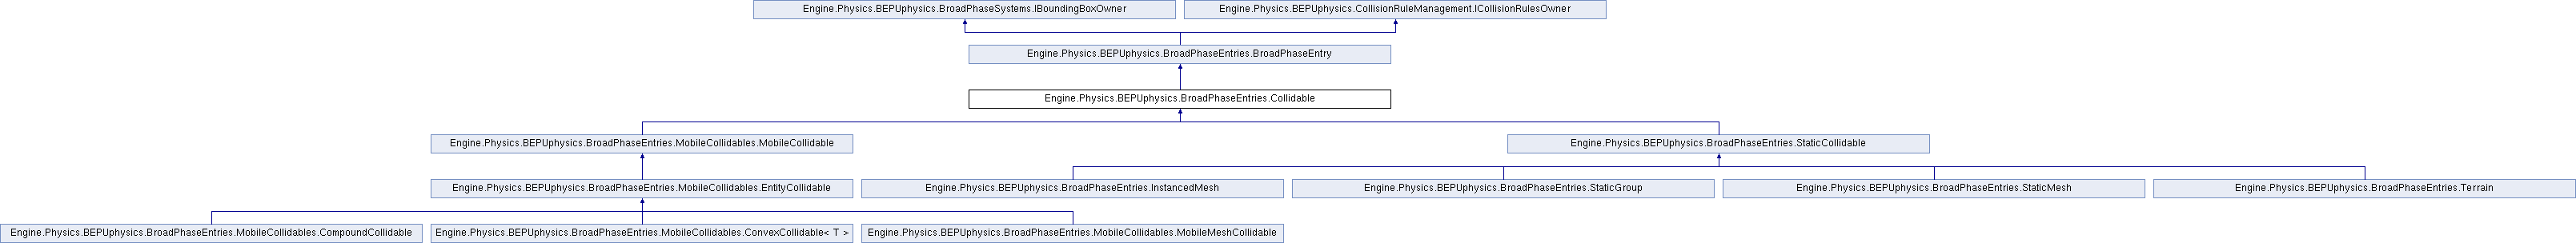 Engine.Physics.BEPUphysics.BroadPhaseSystems.IBoundingBoxOwner
Engine.Physics.BEPUphysics.CollisionRuleManagement.ICollisionRulesOwner
Engine.Physics.BEPUphysics.BroadPhaseEntries.BroadPhaseEntry
Engine.Physics.BEPUphysics.BroadPhaseEntries.Collidable
Engine.Physics.BEPUphysics.BroadPhaseEntries.MobileCollidables.MobileCollidable
Engine.Physics.BEPUphysics.BroadPhaseEntries.StaticCollidable
Engine.Physics.BEPUphysics.BroadPhaseEntries.MobileCollidables.EntityCollidable
Engine.Physics.BEPUphysics.BroadPhaseEntries.InstancedMesh
Engine.Physics.BEPUphysics.BroadPhaseEntries.StaticGroup
Engine.Physics.BEPUphysics.BroadPhaseEntries.StaticMesh
Engine.Physics.BEPUphysics.BroadPhaseEntries.Terrain
Engine.Physics.BEPUphysics.BroadPhaseEntries.MobileCollidables.CompoundCollidable
Engine.Physics.BEPUphysics.BroadPhaseEntries.MobileCollidables.ConvexCollidable< T >
Engine.Physics.BEPUphysics.BroadPhaseEntries.MobileCollidables.MobileMeshCollidable